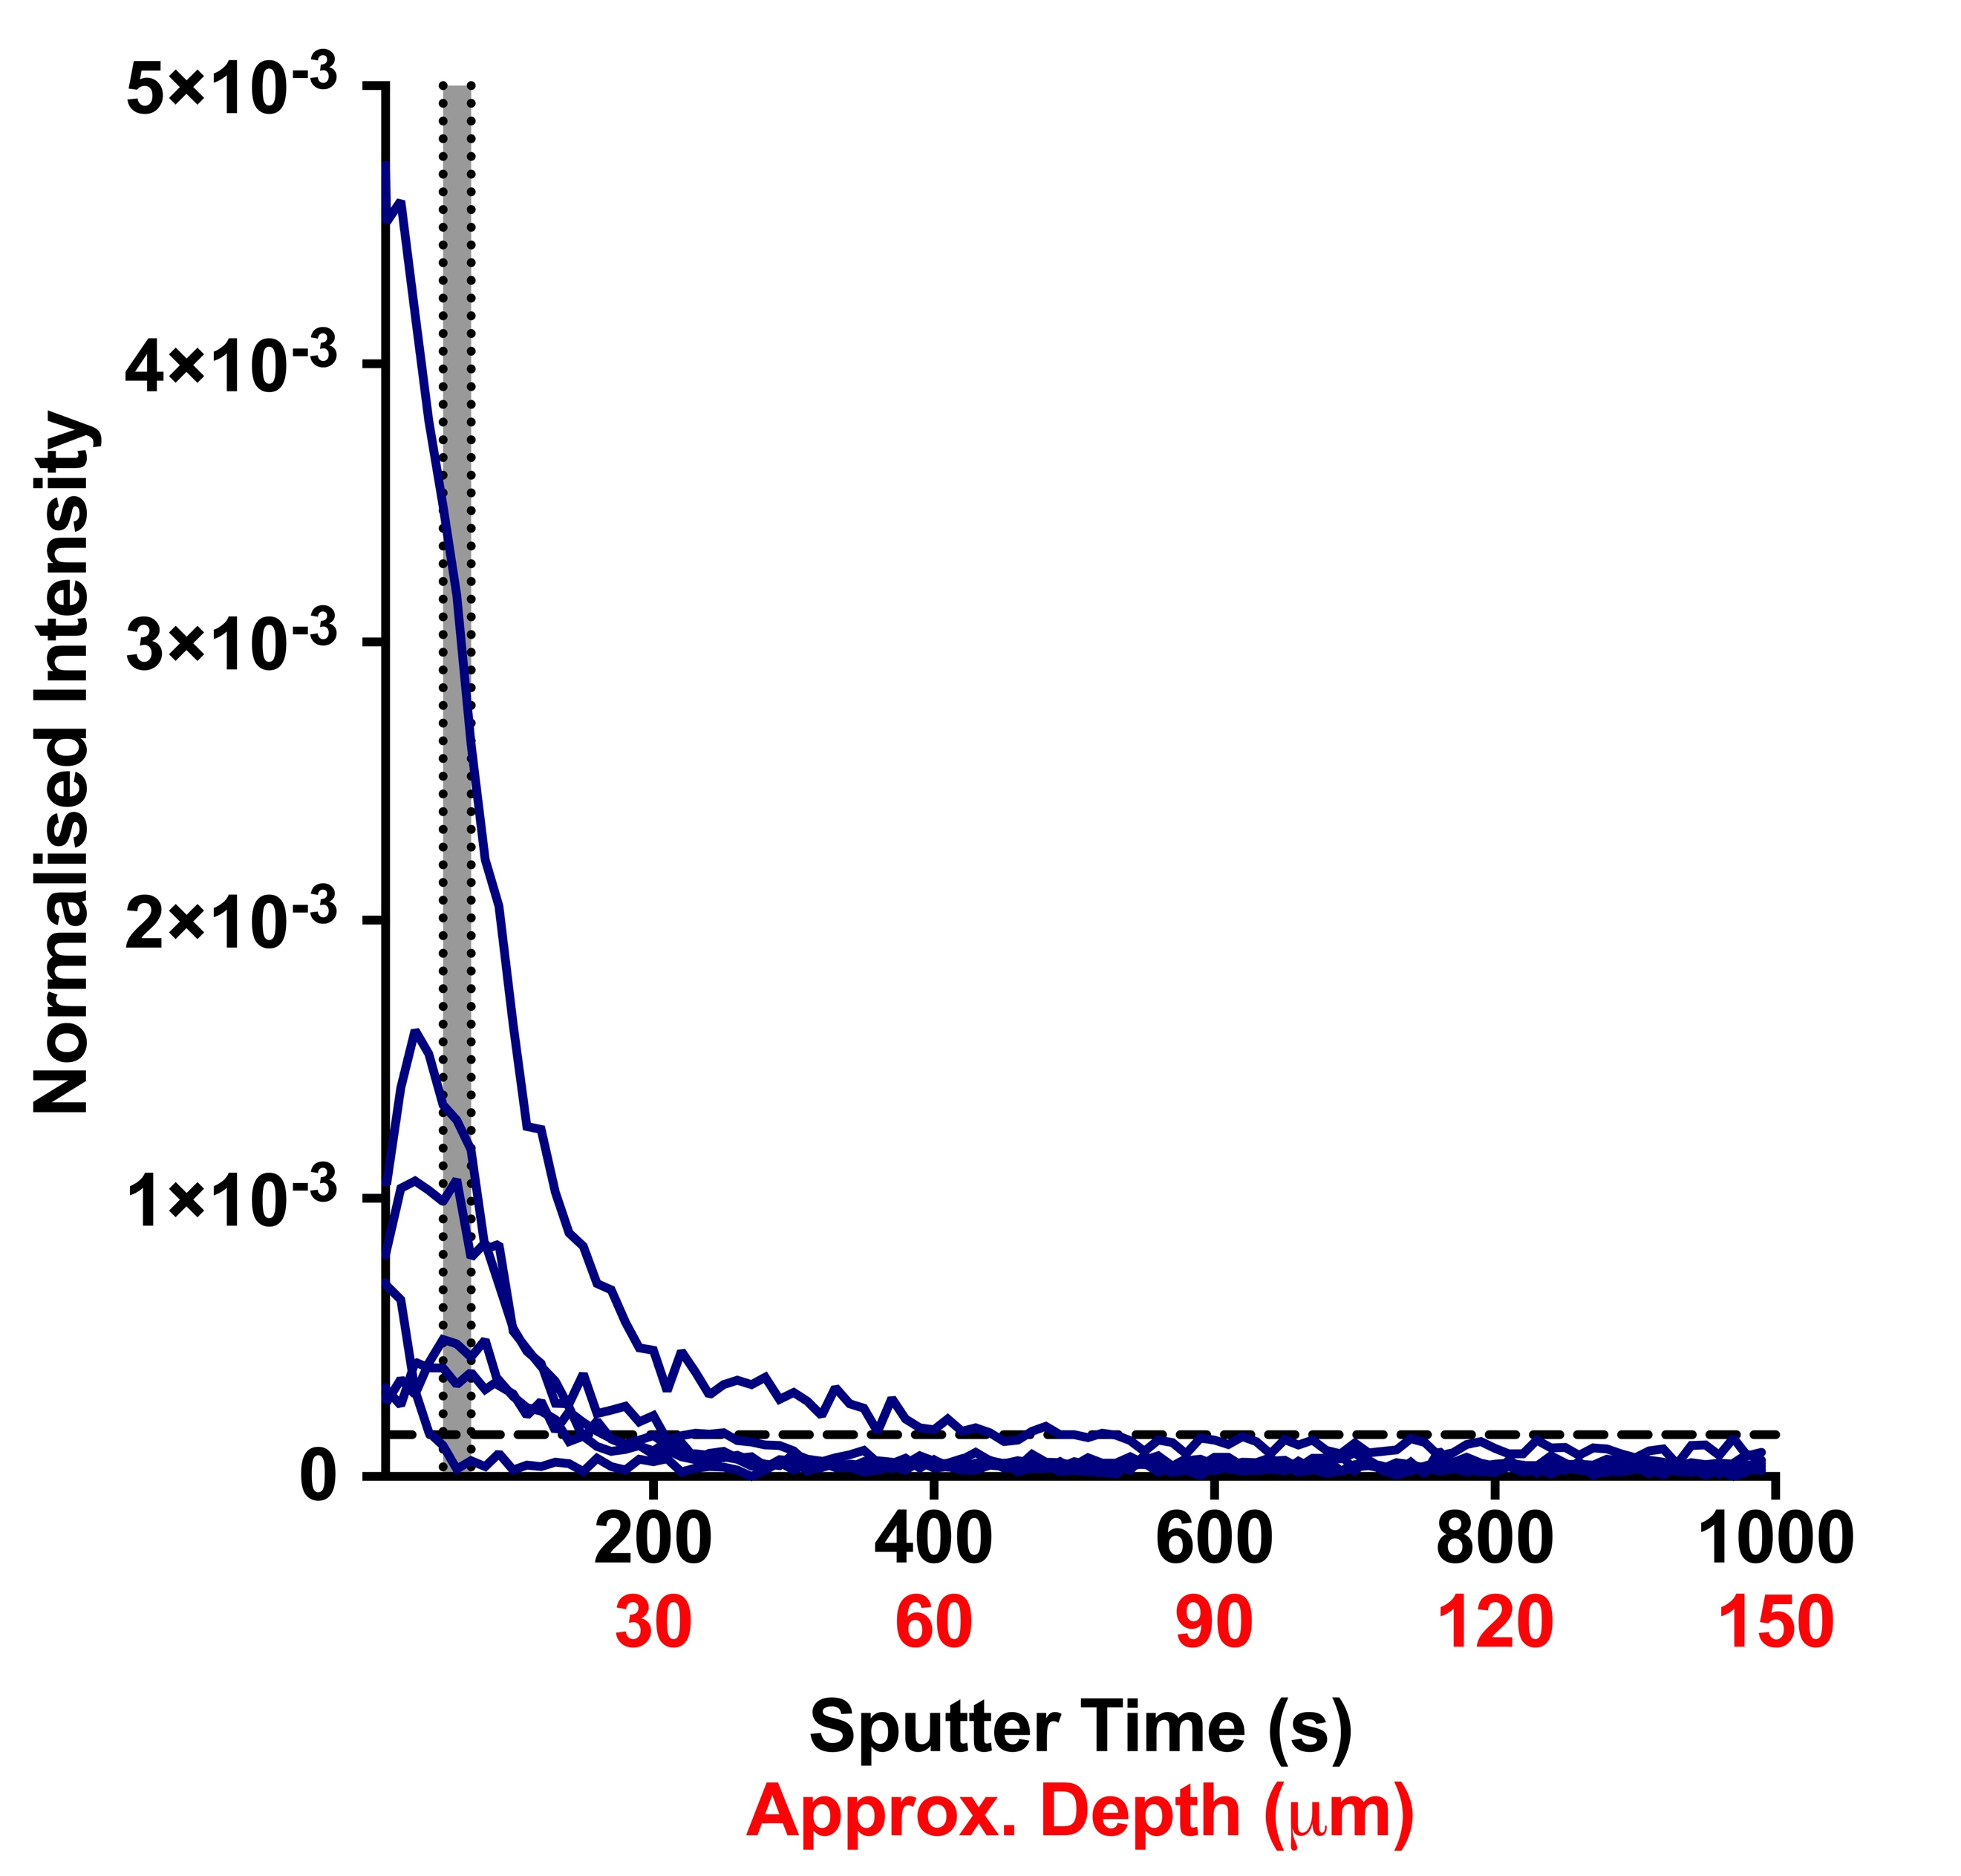 5×10⁻³
4×10⁻³
3×10⁻³
2×10⁻³
1×10⁻³
0
Normalised Intensity
200 400 600 800 1000
30 60 90 120 150
Sputter Time (s)
Approx. Depth (μm)